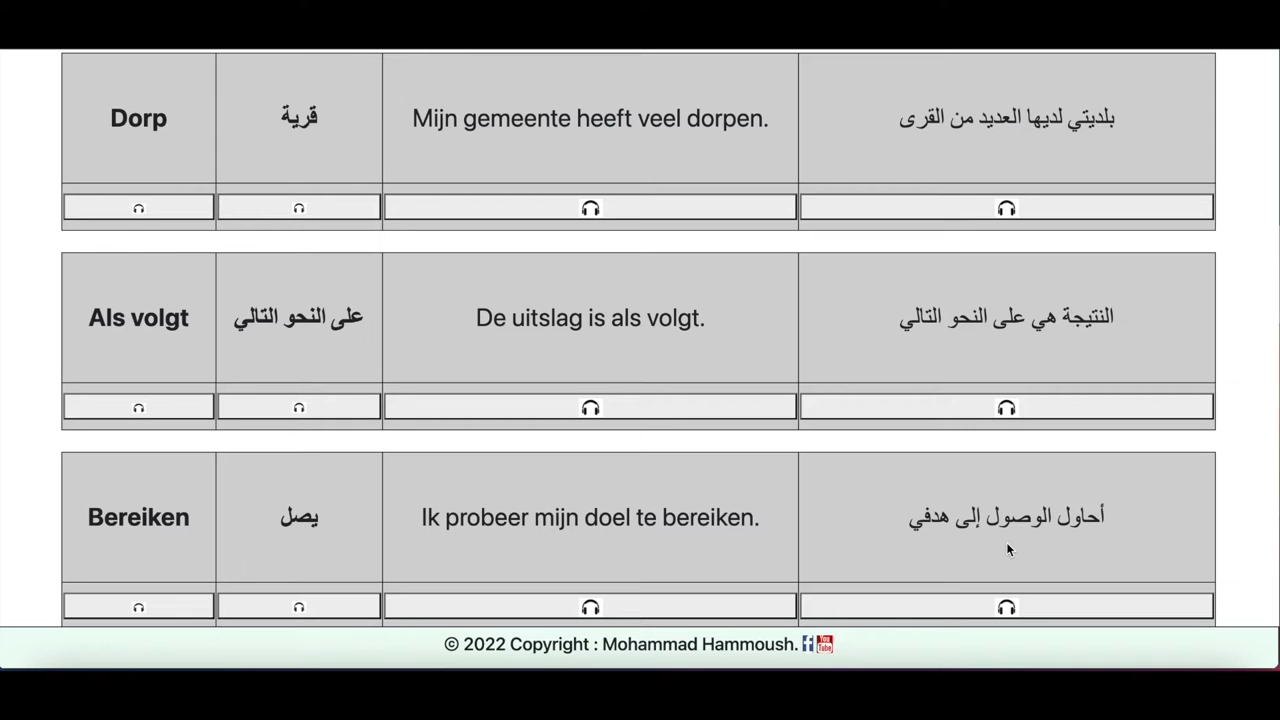 Dorp
قرية
Mijn gemeente heeft veel dorpen.
بلديتي لديها العديد من القرى
Als volgt
على النحو التالي
De uitslag is als volgt.
النتيجة هي على النحو التالي
Bereiken
يصل
Ik probeer mijn doel te bereiken.
أحاول الوصول إلى هدفي
© 2022 Copyright : Mohammad Hammoush. f You Tube